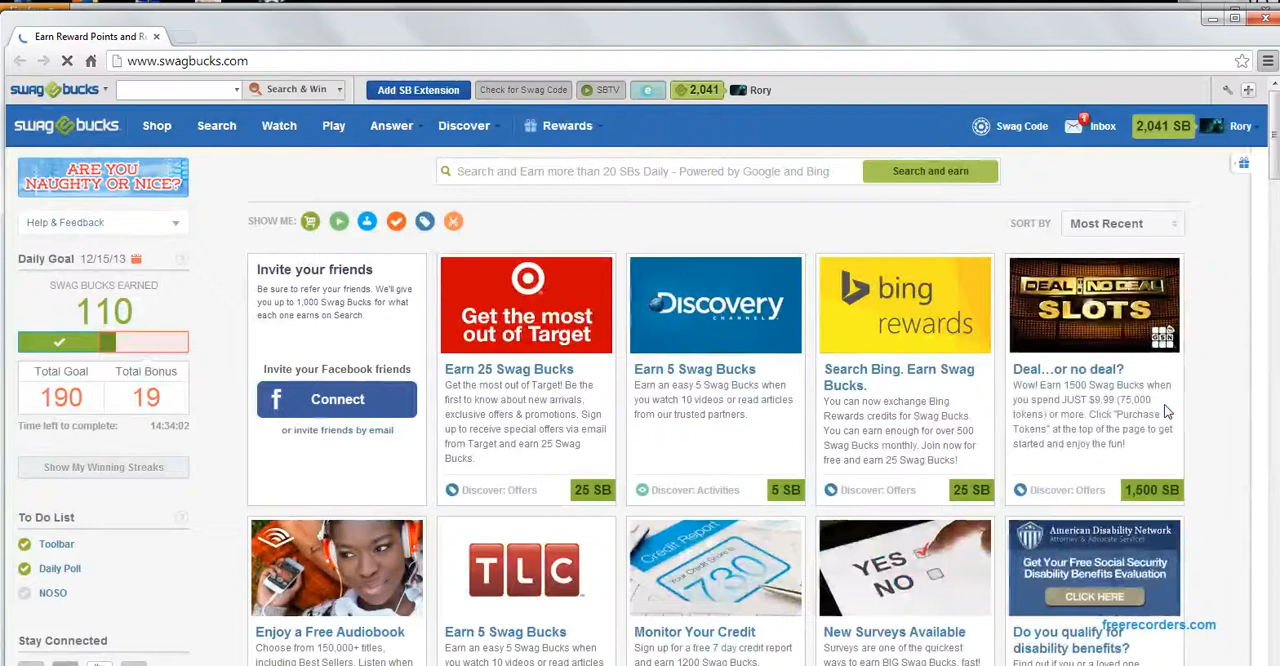 Earn Reward Points and R
www.swagbucks.com
swagbucks Search & Win Add SB Extension Check for Swag Code SBTV 2,041 Rory
swagbucks Shop Search Watch Play Answer Discover Rewards Swag Code 1 Inbox 2,041 SB Rory
ARE YOU
NAUGHTY OR NICE?
Search and Earn more than 20 SBs Daily - Powered by Google and Bing Search and earn
Help & Feedback
SHOW ME:
SORT BY Most Recent
Daily Goal 12/15/13
SWAG BUCKS EARNED
110
Total Goal Total Bonus
190 19
Time left to complete: 14:34:02
Show My Winning Streaks
To Do List
Toolbar
Daily Poll
NOSO
Stay Connected
Invite your friends
Be sure to refer your friends. We'll give
you up to 1,000 Swag Bucks for what
each one earns on Search.
Invite your Facebook friends
f Connect
or invite friends by email
Get the most
out of Target
Earn 25 Swag Bucks
Get the most out of Target! Be the
first to know about new arrivals,
exclusive offers & promotions. Sign
up to receive special offers via email
from Target and earn 25 Swag
Bucks.
Discover: Offers 25 SB
Discovery
CHANNEL
Earn 5 Swag Bucks
Earn an easy 5 Swag Bucks when
you watch 10 videos or read articles
from our trusted partners.
Discover: Activities 5 SB
bing
rewards
Search Bing. Earn Swag
Bucks.
You can now exchange Bing
Rewards credits for Swag Bucks.
You can earn enough for over 500
Swag Bucks monthly. Join now for
free and earn 25 Swag Bucks!
Discover: Offers 25 SB
DEAL NO DEAL
SLOTS
GSN
Deal…or no deal?
Wow! Earn 1500 Swag Bucks when
you spend JUST $9.99 (75,000
tokens) or more. Click "Purchase
Tokens" at the top of the page to get
started and enjoy the fun!
Discover: Offers 1,500 SB
Enjoy a Free Audiobook
Choose from 150,000+ titles,
including Best Sellers. Listen
TLC
Earn 5 Swag Bucks
Earn an easy 5 Swag Bucks when
you watch 10 videos or read articles
Credit Report
730
Monitor Your Credit
Sign up for a free 7 day credit report
and earn 1200 Swag Bucks.
YES
NO
New Surveys Available
Surveys are one of the quickest
ways to earn BIG Swag Bucks, fast!
American Disability Network
Attorney & Advocate Services
Get Your Free Social Security
Disability Benefits Evaluation
CLICK HERE
Do you qualify for
disability benefits?
Find out if you or a loved one
freerecorders.com